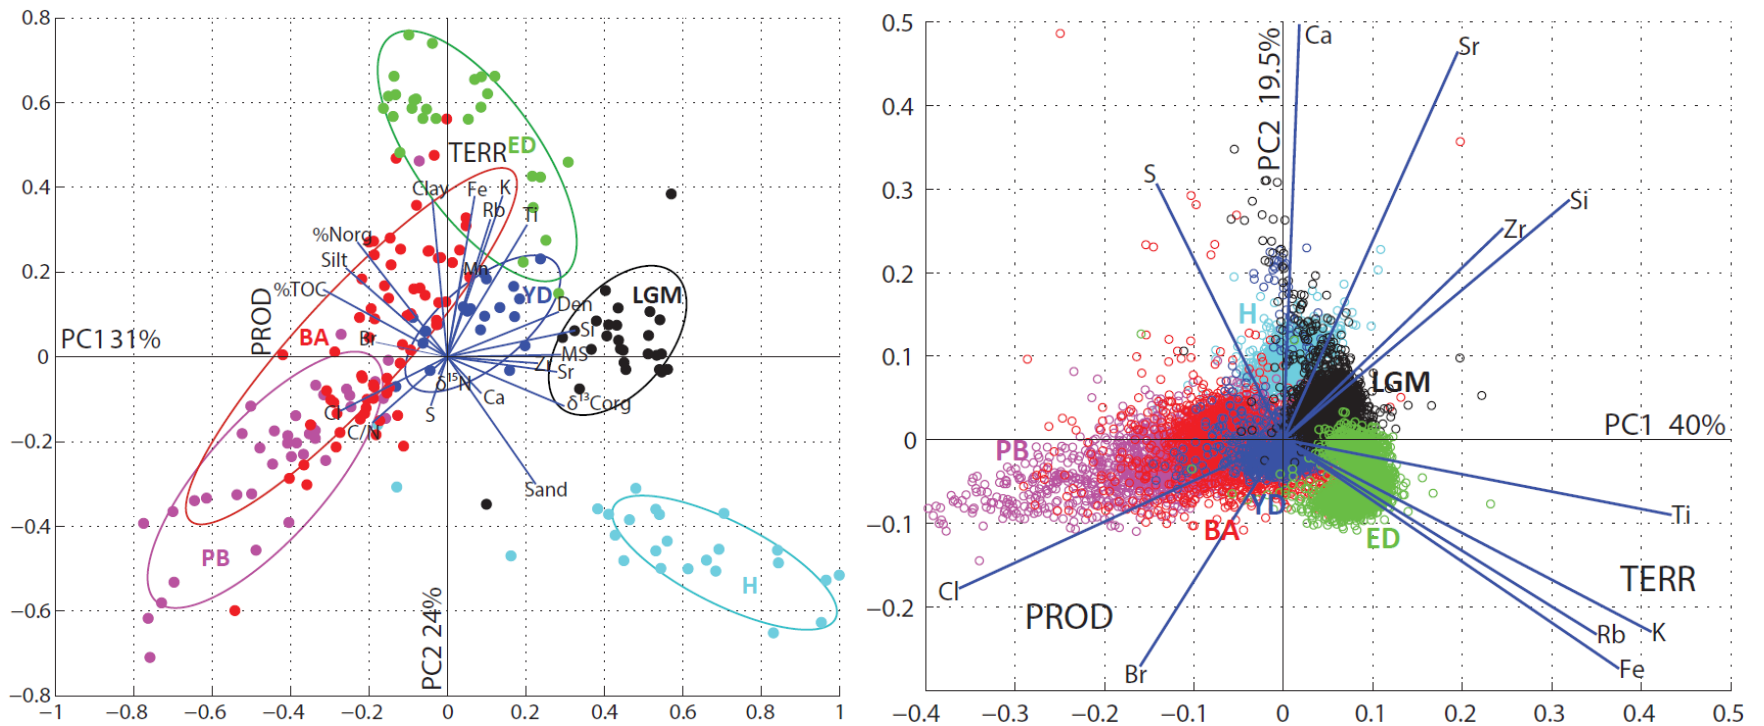 0.8
0.6
0.4
0.2
0
−0.2
−0.4
−0.6
−0.8
−1
−0.8
−0.6
−0.4
−0.2
0
0.2
0.4
0.6
0.8
1
PC1 31%
PC2 24%
PROD
TERR
ED
Clay
Fe
K
Rb
Ti
%Norg
Silt
Mn
%TOC
YD
Den
LGM
BA
Br
Si
MS
Zr
Sr
δ¹⁵N
Ca
δ¹³Corg
S
Cl
C/N
Sand
PB
H
0.5
0.4
0.3
0.2
0.1
0
−0.1
−0.2
−0.4
−0.3
−0.2
−0.1
0
0.1
0.2
0.3
0.4
0.5
PC2 19.5%
Ca
Sr
S
Si
Zr
H
LGM
PC1 40%
PB
YD
BA
ED
Ti
TERR
Cl
PROD
Rb
K
Br
Fe